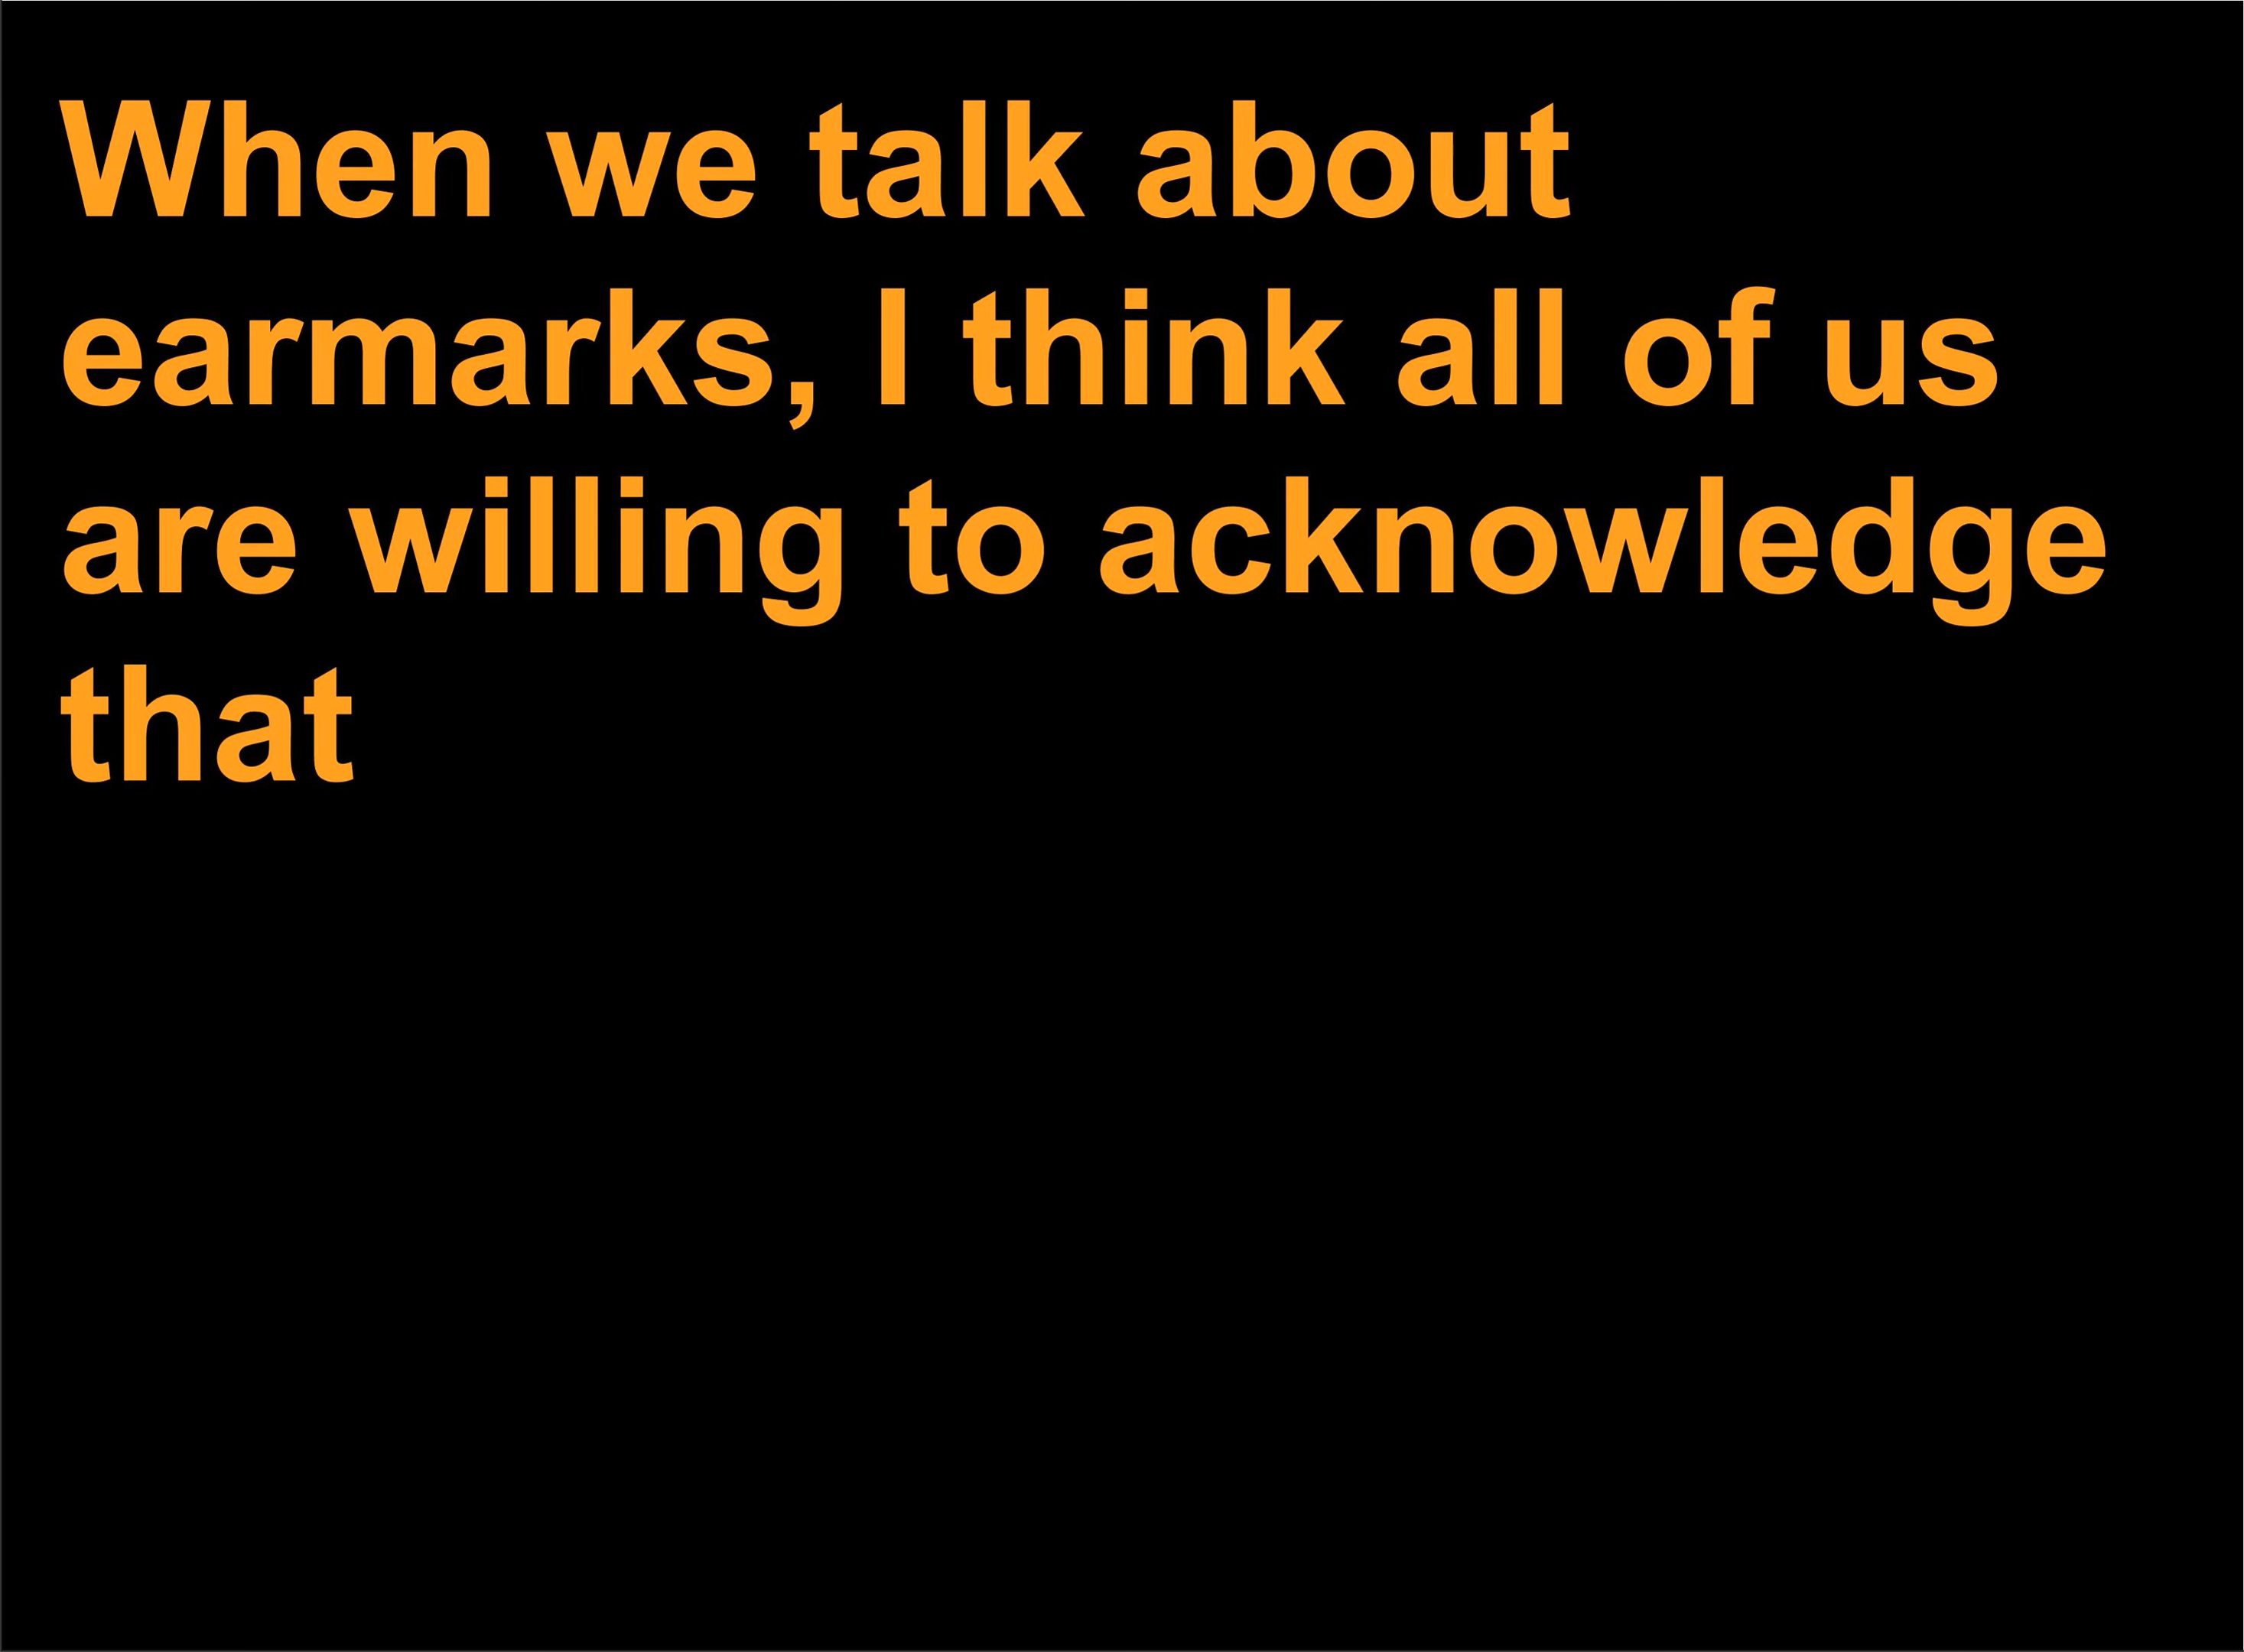 When we talk about
earmarks, I think all of us
are willing to acknowledge
that